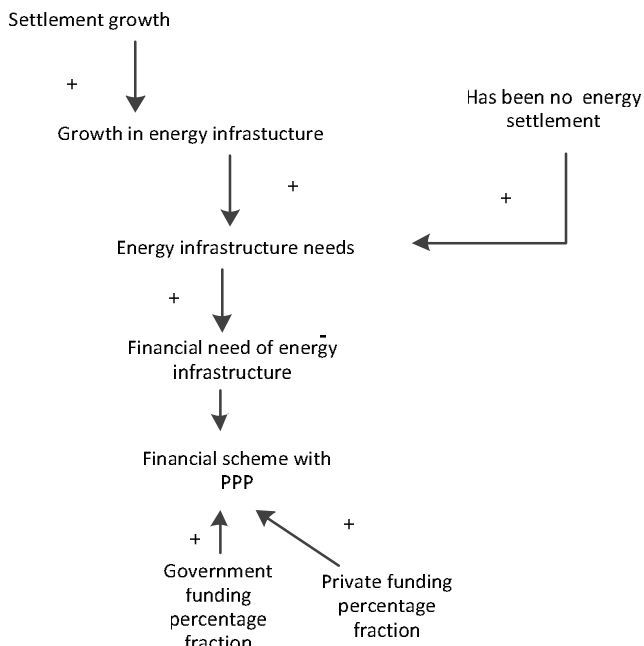 Settlement growth
+
Has been no energy
settlement
Growth in energy infrastucture
+
+
Energy infrastructure needs
+
-
Financial need of energy
infrastructure
Financial scheme with
PPP
+
+
Government
funding
percentage
fraction
Private funding
percentage
fraction